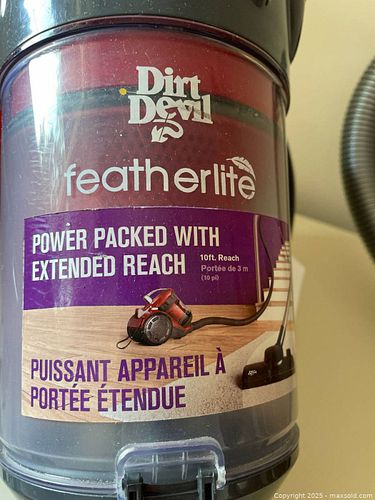 Dirt
Devil
featherlite
POWER PACKED WITH
EXTENDED REACH
10ft. Reach
Portée de 3 m
(10 pi)
PUISSANT APPAREIL À
PORTÉE ÉTENDUE
Copyright 2025 - maxsold.com